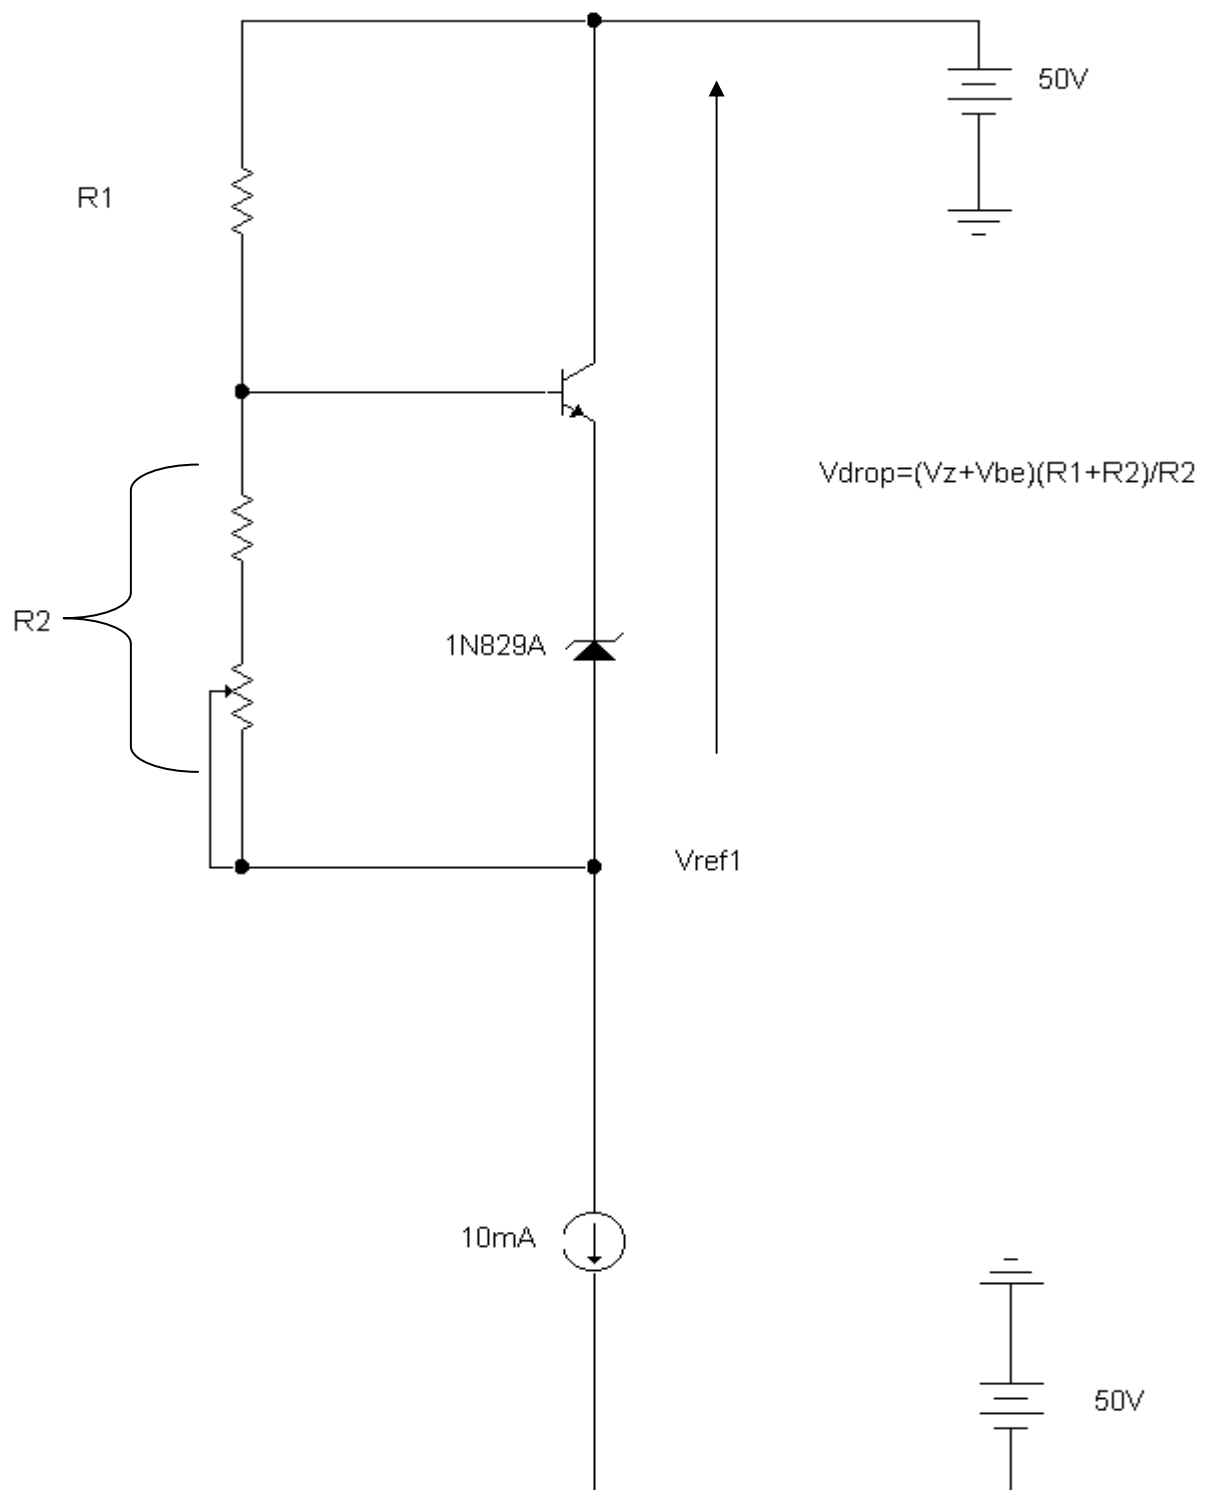 50V
R1
Vdrop=(Vz+Vbe)(R1+R2)/R2
R2
1N829A
Vref1
10mA
50V